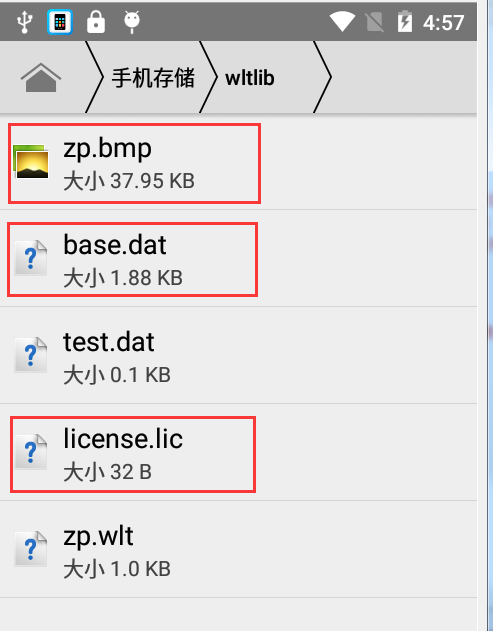 4:57
手机存储 wltlib
zp.bmp
大小 37.95 KB
base.dat
大小 1.88 KB
test.dat
大小 0.1 KB
license.lic
大小 32 B
zp.wlt
大小 1.0 KB